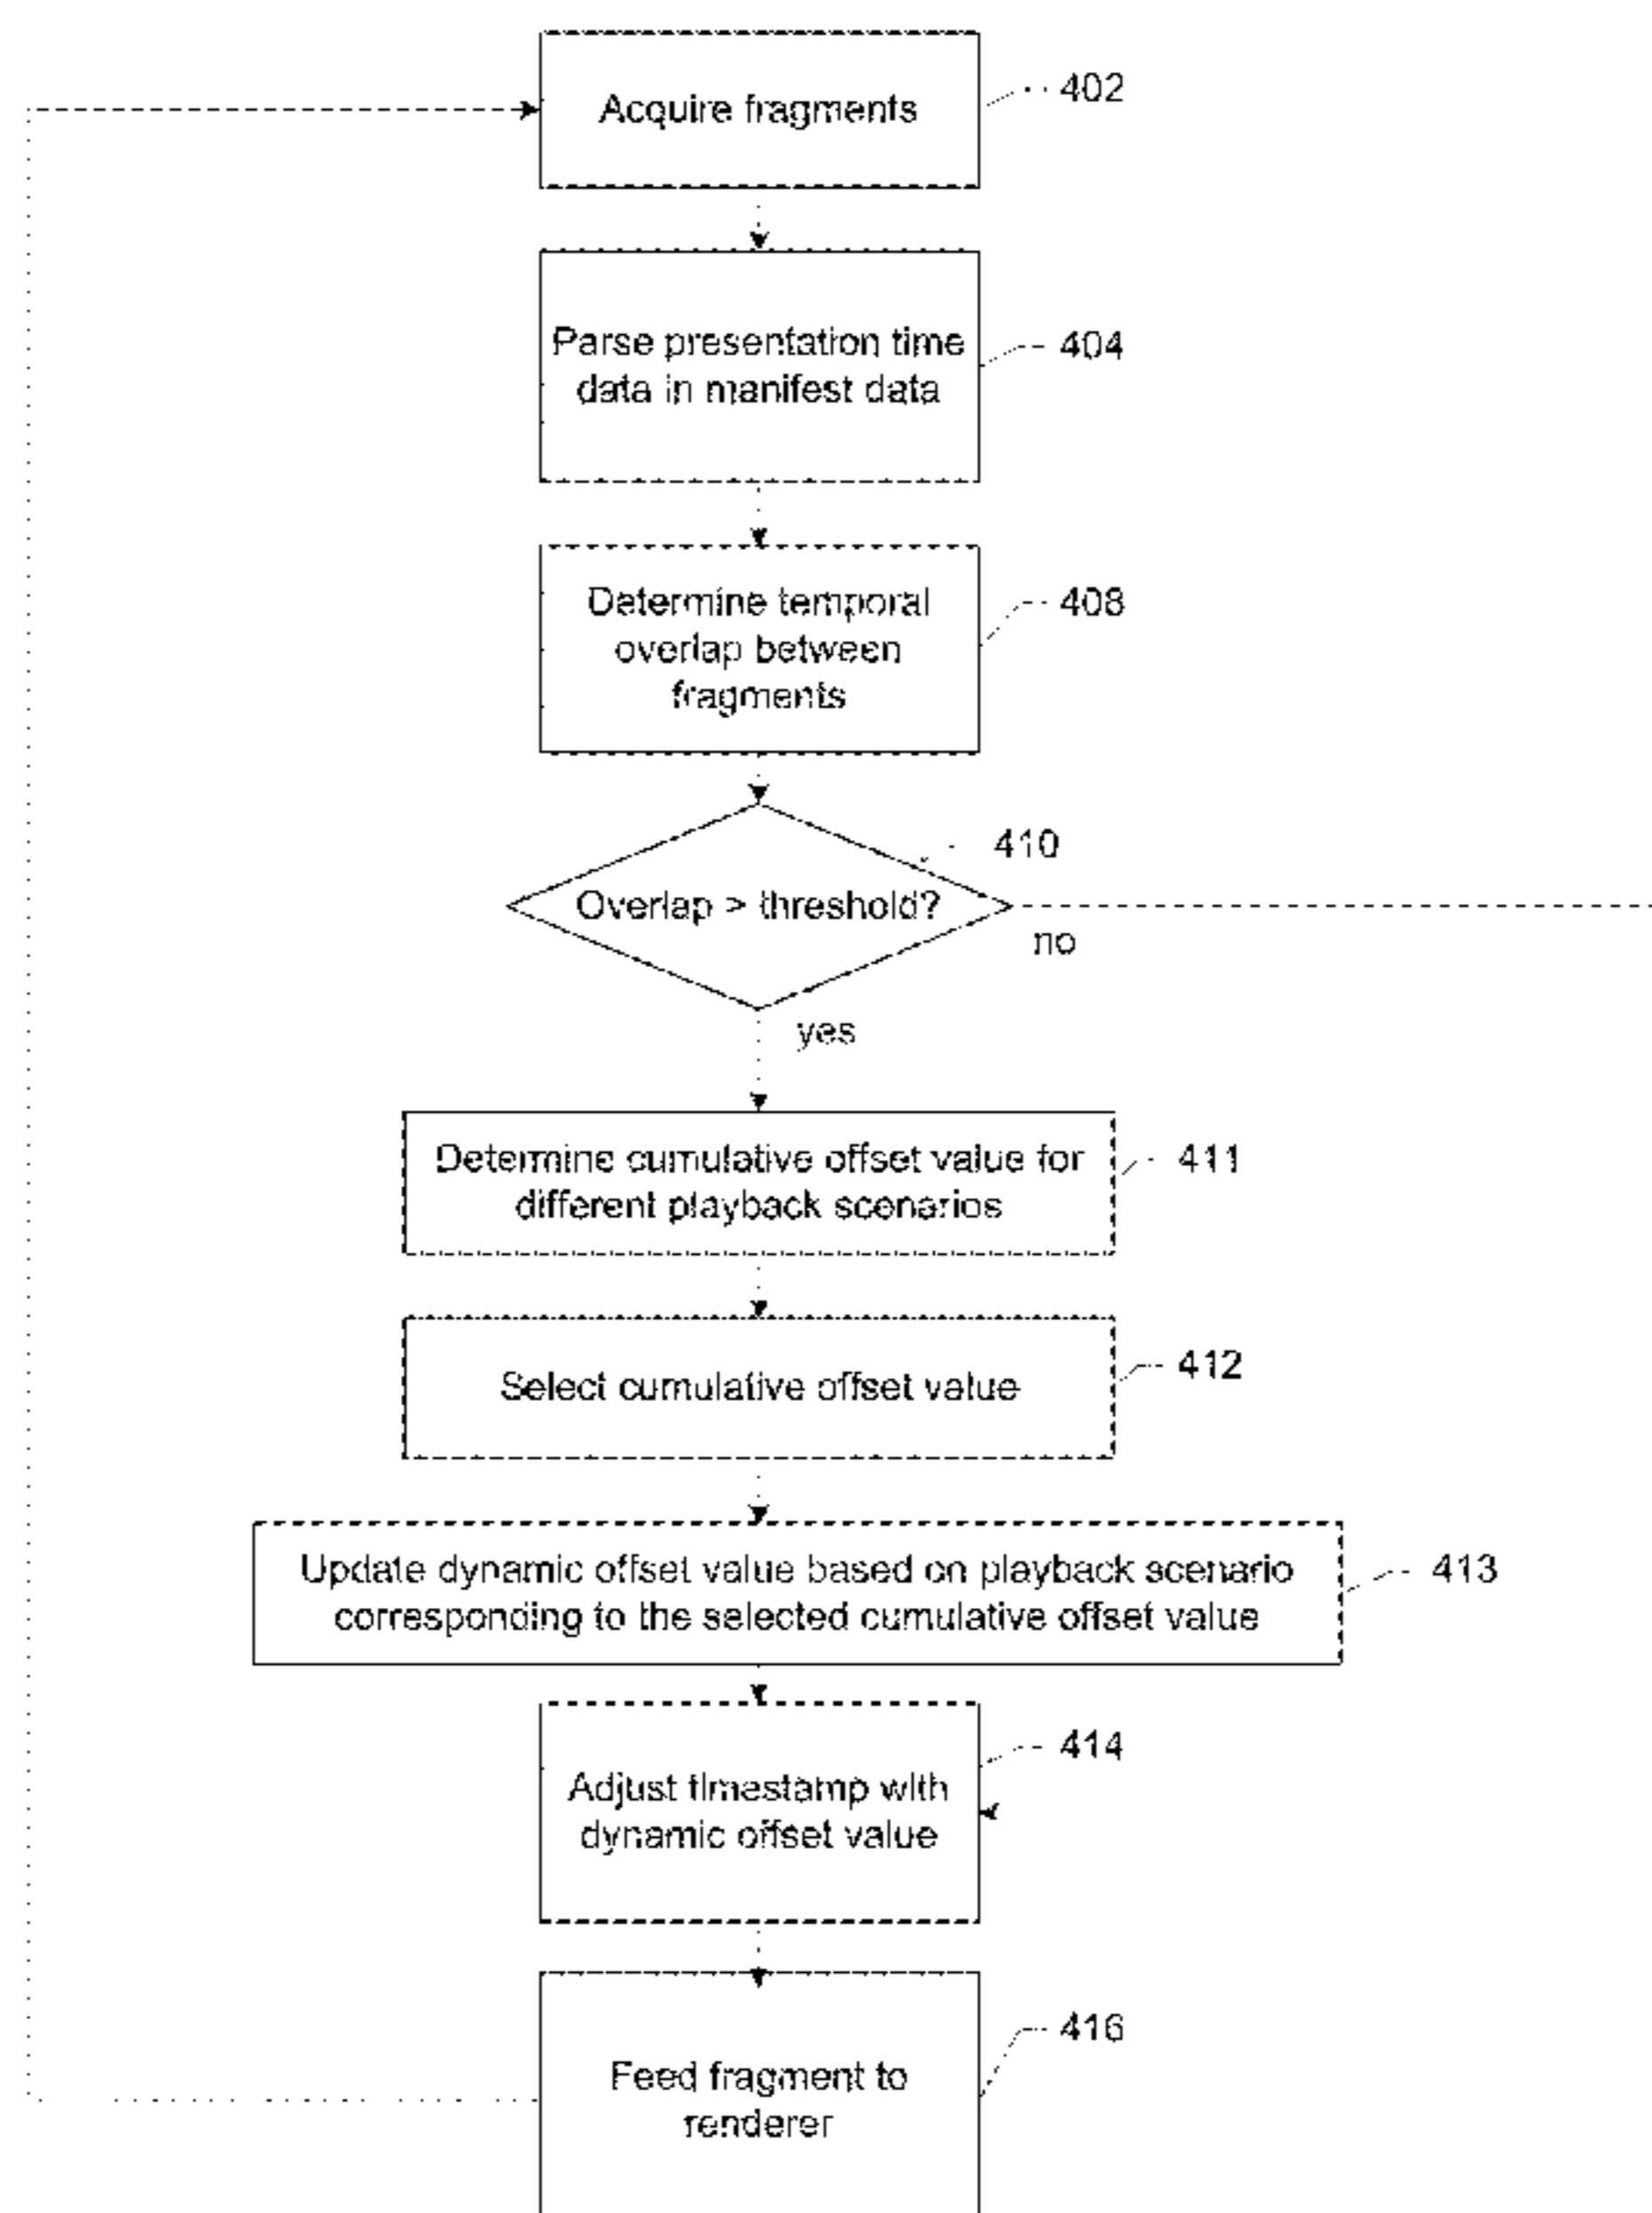 Acquire fragments
402
Parse presentation time
data in manifest data
404
Determine temporal
overlap between
fragments
408
Overlap > threshold?
410
no
yes
Determine cumulative offset value for
different playback scenarios
411
Select cumulative offset value
412
Update dynamic offset value based on playback scenario
corresponding to the selected cumulative offset value
413
Adjust timestamp with
dynamic offset value
414
Feed fragment to
renderer
416